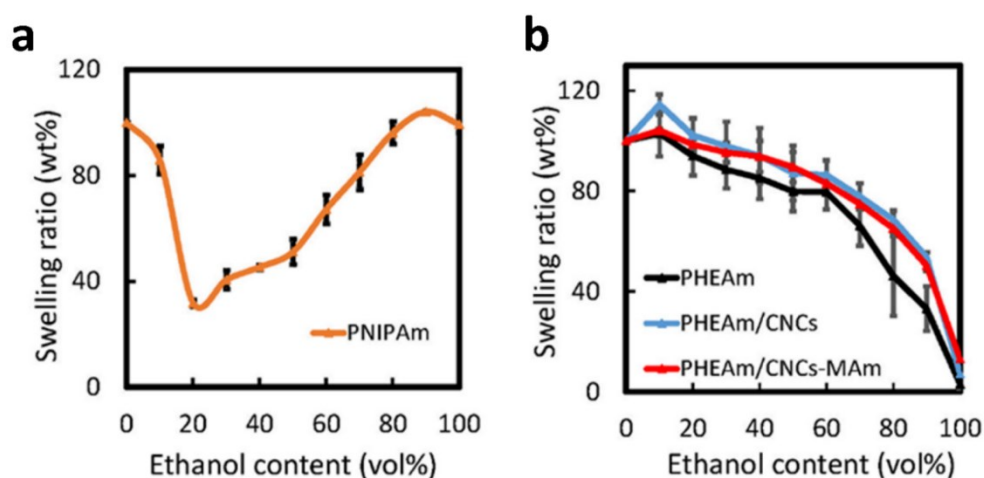 a
120
80
40
0
Swelling ratio (wt%)
PNIPAm
0 20 40 60 80 100
Ethanol content (vol%)
b
120
80
40
0
Swelling ratio (wt%)
PHEAm
PHEAm/CNCs
PHEAm/CNCs-MAm
0 20 40 60 80 100
Ethanol content (vol%)